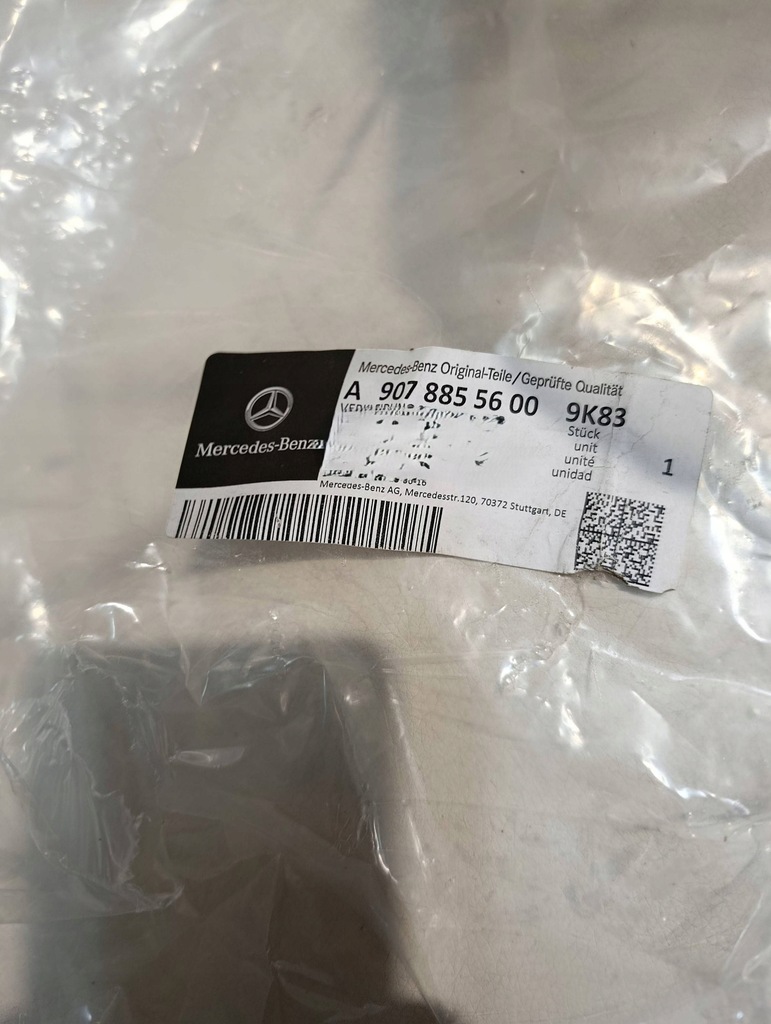 Mercedes-Benz Original-Teile/Geprüfte Qualität
A 907 885 56 00 9K83
Mercedes-Benz
Stück
unit
unité
unidad
1
Mercedes-Benz AG, Mercedesstr.120, 70372 Stuttgart, DE